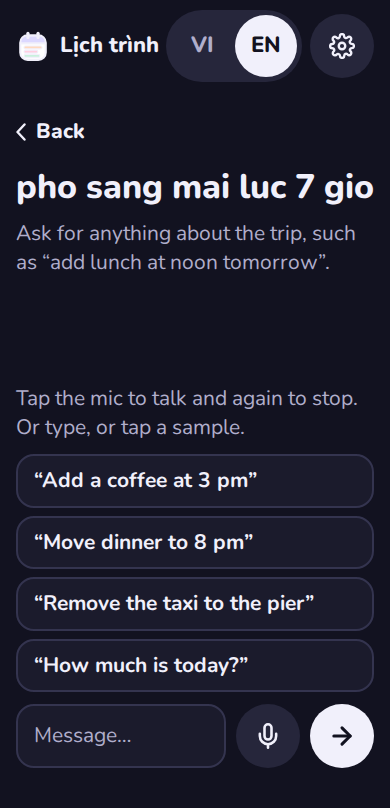 Lịch trình
VI
EN
Back
pho sang mai luc 7 gio
Ask for anything about the trip, such
as “add lunch at noon tomorrow”.
Tap the mic to talk and again to stop.
Or type, or tap a sample.
“Add a coffee at 3 pm”
“Move dinner to 8 pm”
“Remove the taxi to the pier”
“How much is today?”
Message...